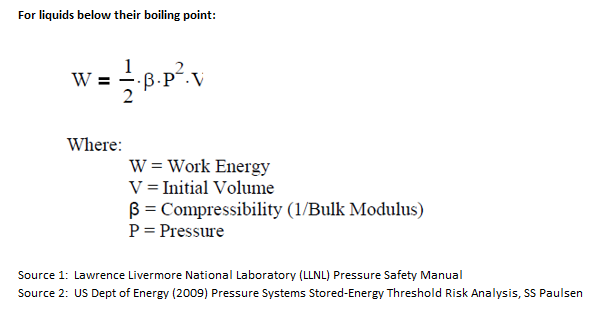 For liquids below their boiling point:
W = 1/2 · β · P² · V
Where:
W = Work Energy
V = Initial Volume
β = Compressibility (1/Bulk Modulus)
P = Pressure
Source 1: Lawrence Livermore National Laboratory (LLNL) Pressure Safety Manual
Source 2: US Dept of Energy (2009) Pressure Systems Stored-Energy Threshold Risk Analysis, SS Paulsen